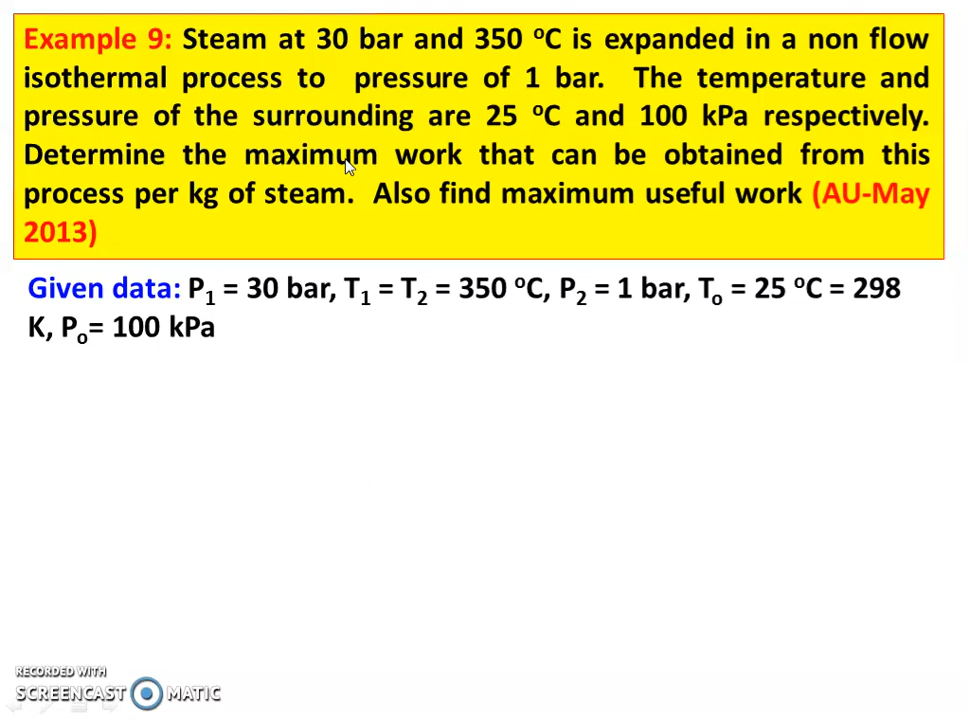 Example 9: Steam at 30 bar and 350 ºC is expanded in a non flow
isothermal process to pressure of 1 bar. The temperature and
pressure of the surrounding are 25 ºC and 100 kPa respectively.
Determine the maximum work that can be obtained from this
process per kg of steam. Also find maximum useful work (AU-May
2013)
Given data: P₁ = 30 bar, T₁ = T₂ = 350 ºC, P₂ = 1 bar, Tₒ = 25 ºC = 298
K, Pₒ= 100 kPa
RECORDED WITH
SCREENCAST MATIC